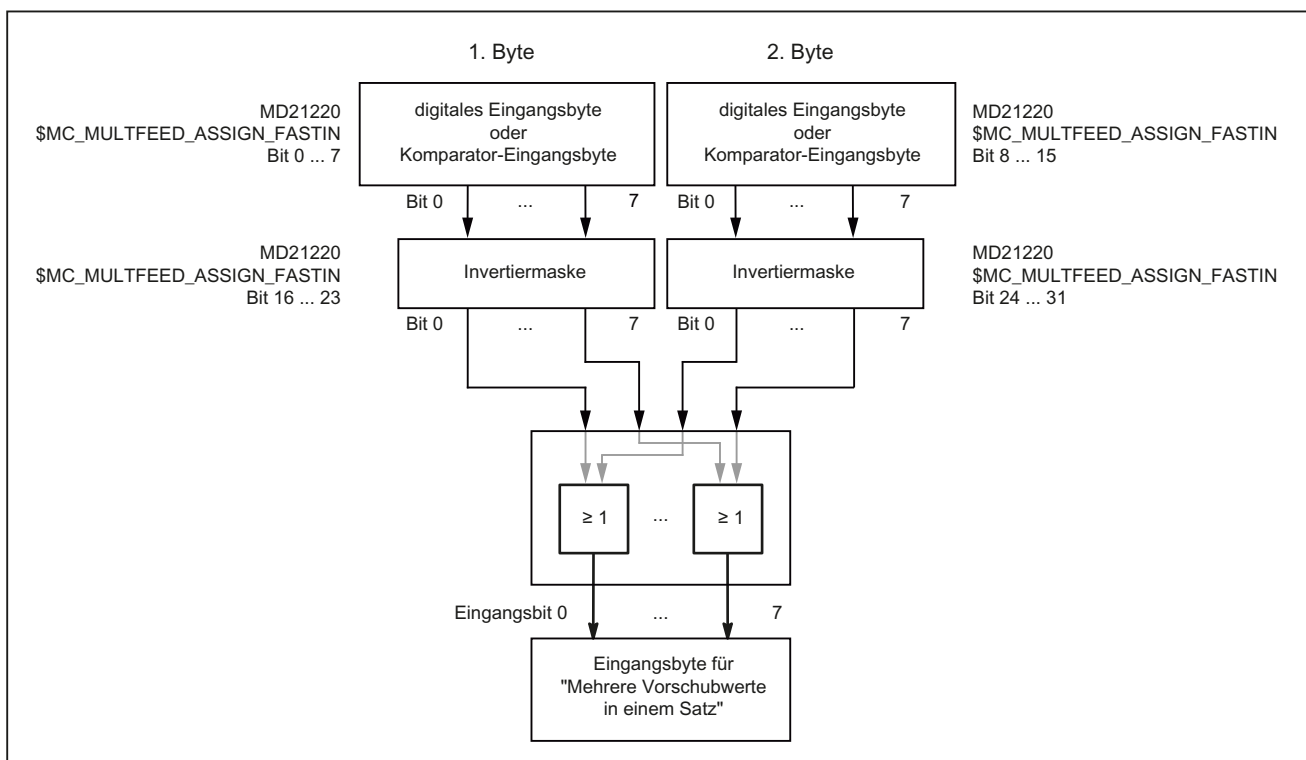 1. Byte
2. Byte
MD21220
$MC_MULTFEED_ASSIGN_FASTIN
Bit 0 ... 7
digitales Eingangsbyte
oder
Komparator-Eingangsbyte
digitales Eingangsbyte
oder
Komparator-Eingangsbyte
MD21220
$MC_MULTFEED_ASSIGN_FASTIN
Bit 8 ... 15
Bit 0 ... 7
Bit 0 ... 7
MD21220
$MC_MULTFEED_ASSIGN_FASTIN
Bit 16 ... 23
Invertiermaske
Invertiermaske
MD21220
$MC_MULTFEED_ASSIGN_FASTIN
Bit 24 ... 31
Bit 0 ... 7
Bit 0 ... 7
≥ 1 ... ≥ 1
Eingangsbit 0 ... 7
Eingangsbyte für
"Mehrere Vorschubwerte
in einem Satz"